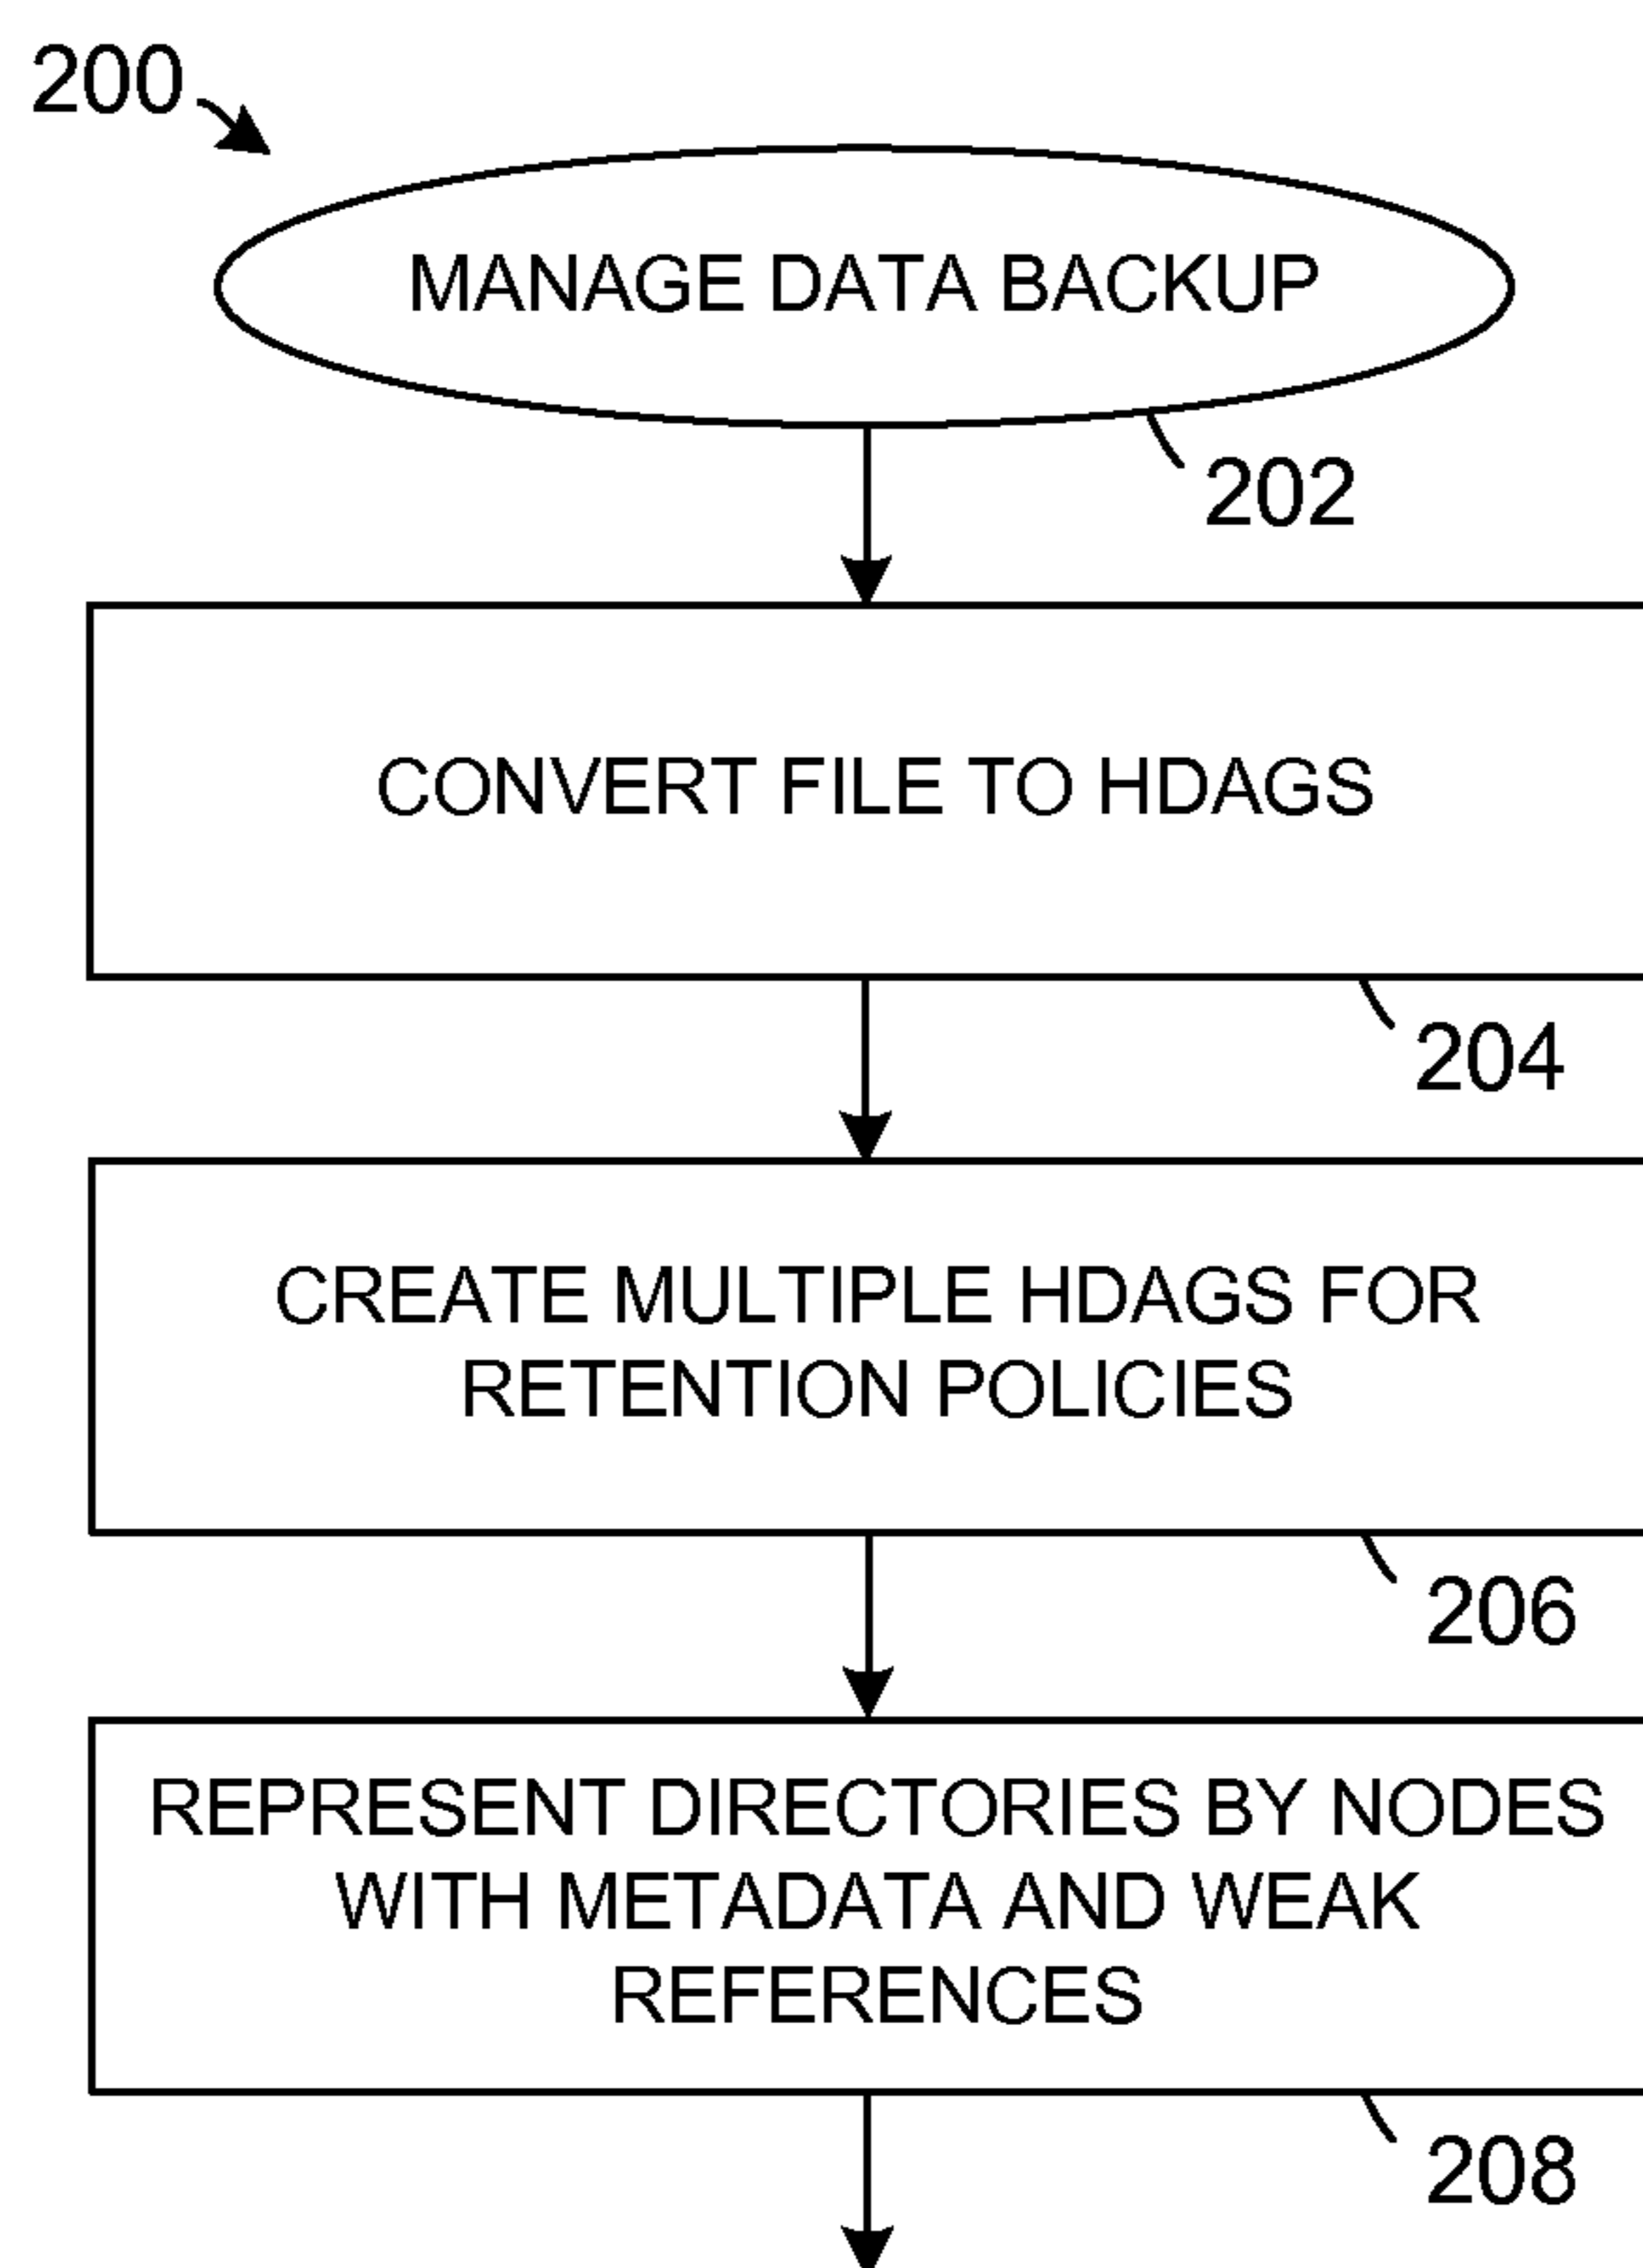 200
MANAGE DATA BACKUP
202
CONVERT FILE TO HDAGS
204
CREATE MULTIPLE HDAGS FOR
RETENTION POLICIES
206
REPRESENT DIRECTORIES BY NODES
WITH METADATA AND WEAK
REFERENCES
208